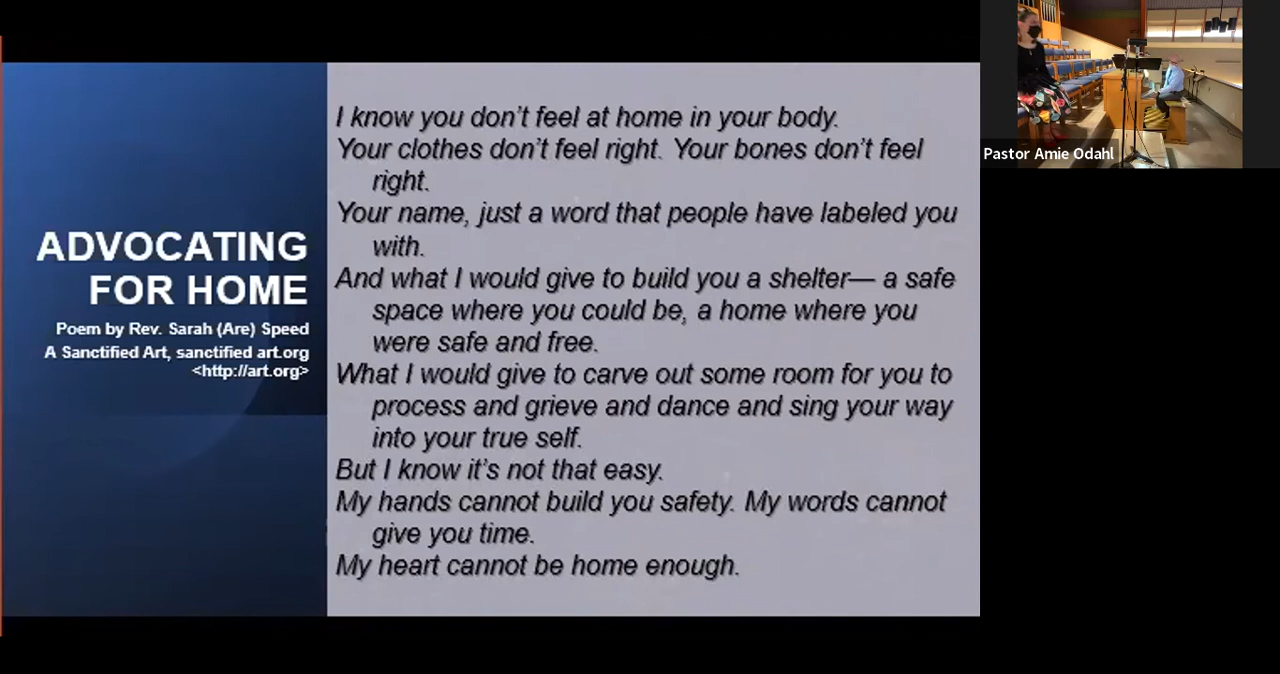 ADVOCATING
FOR HOME
Poem by Rev. Sarah (Are) Speed
A Sanctified Art, sanctified art.org
<http://art.org>
I know you don't feel at home in your body.
Your clothes don't feel right. Your bones don't feel
right.
Your name, just a word that people have labeled you
with.
And what I would give to build you a shelter— a safe
space where you could be, a home where you
were safe and free.
What I would give to carve out some room for you to
process and grieve and dance and sing your way
into your true self.
But I know it's not that easy.
My hands cannot build you safety. My words cannot
give you time.
My heart cannot be home enough.
Pastor Amie Odahl